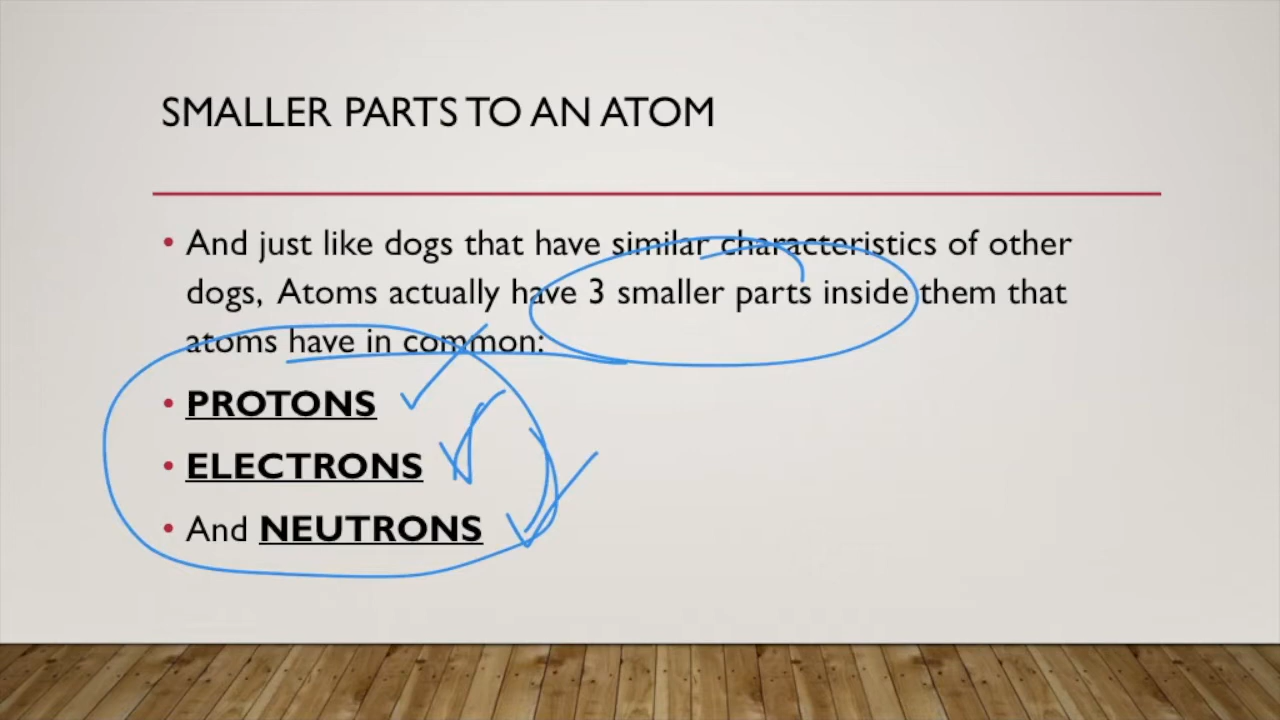 SMALLER PARTS TO AN ATOM
• And just like dogs that have similar characteristics of other
dogs, Atoms actually have 3 smaller parts inside them that
atoms have in common:
• PROTONS
• ELECTRONS
• And NEUTRONS